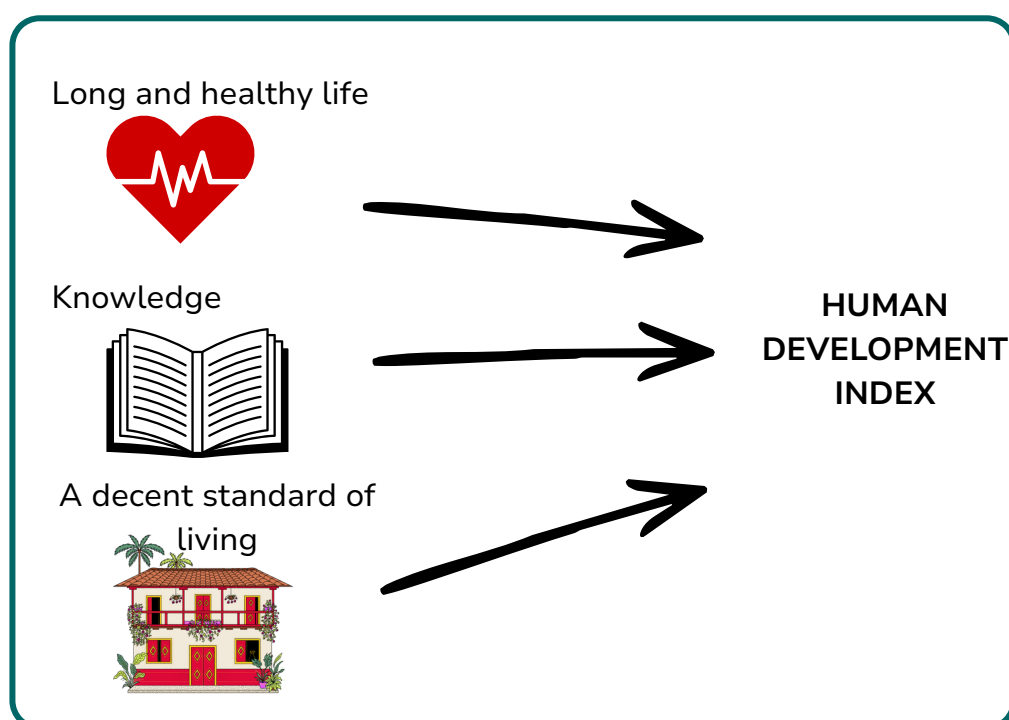 Long and healthy life
Knowledge
A decent standard of
living
HUMAN
DEVELOPMENT
INDEX